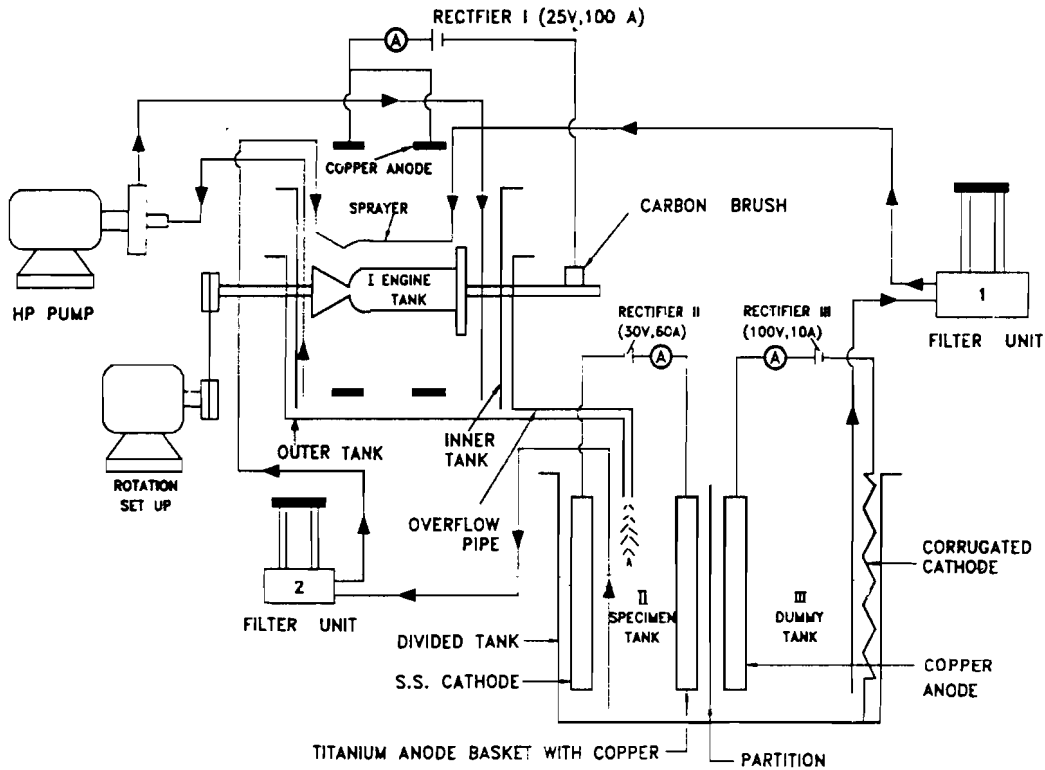 RECTFIER I (25V,100 A)
A
COPPER ANODE
SPRAYER
CARBON BRUSH
I ENGINE
TANK
HP PUMP
1
FILTER UNIT
RECTIFIER II
(30V,60A)
A
RECTIFIER III
(100V,10A)
A
OUTER TANK
INNER
TANK
ROTATION
SET UP
OVERFLOW
PIPE
2
FILTER UNIT
CORRUGATED
CATHODE
II
SPECIMEN
TANK
III
DUMMY
TANK
DIVIDED TANK
S.S. CATHODE
COPPER
ANODE
TITANIUM ANODE BASKET WITH COPPER
PARTITION